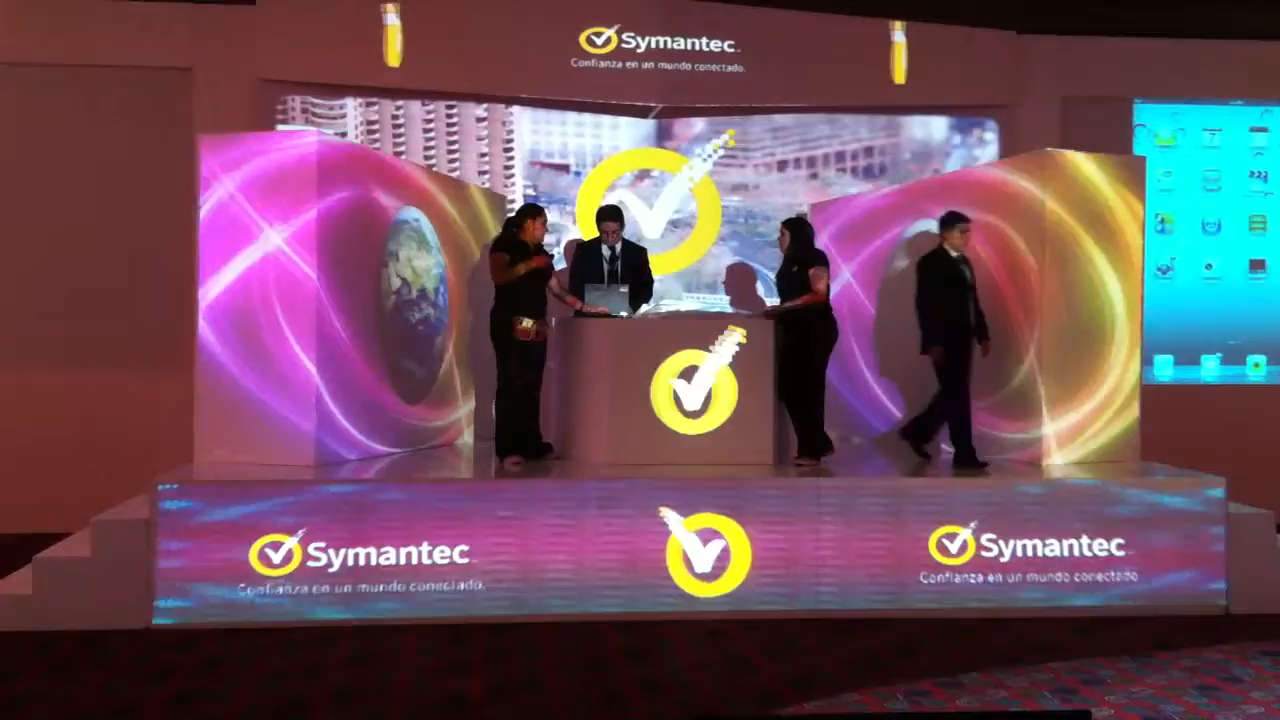 Symantec.
Confianza en un mundo conectado.
Symantec
Confianza en un mundo conectado.
Symantec
Confianza en un mundo conectado